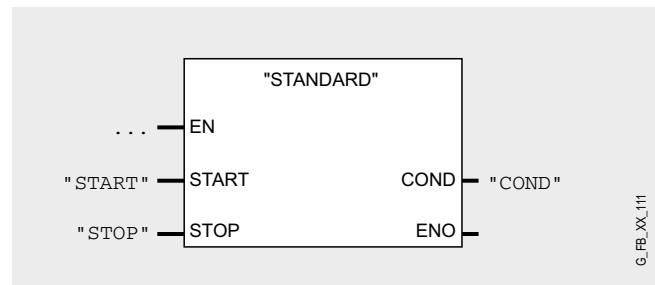 "STANDARD"
... EN
"START" START COND "COND"
"STOP" STOP ENO
G_FB_XX_111